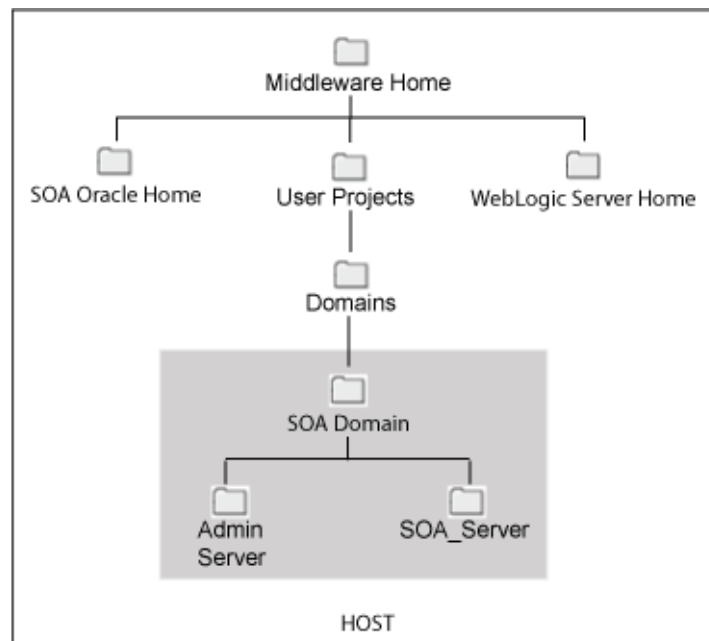 Middleware Home
SOA Oracle Home
User Projects
WebLogic Server Home
Domains
SOA Domain
Admin
Server
SOA_Server
HOST